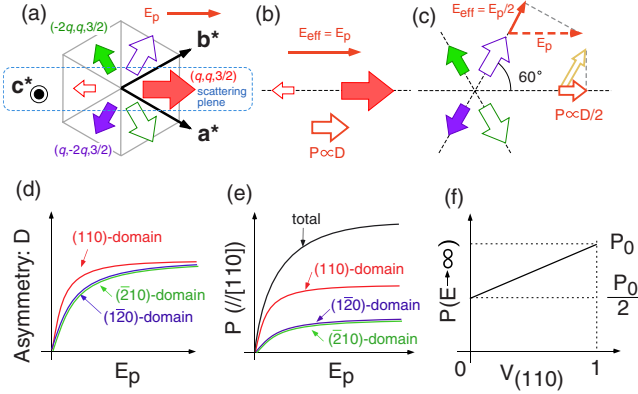 (a)
E_p
(-2q,q,3/2)
b*
(q,q,3/2)
scattering
plane
c*
(q,-2q,3/2)
a*
(b)
E_eff = E_p
P∝D
(c)
E_eff=E_p/2
E_p
60°
P∝D/2
(d)
Asymmetry: D
(110)-domain
(2̅10)-domain
(12̅0)-domain
E_p
(e)
P (//[110])
total
(110)-domain
(12̅0)-domain
(2̅10)-domain
E_p
(f)
P(E→∞)
P_0
P_0/2
0
1
V_(110)